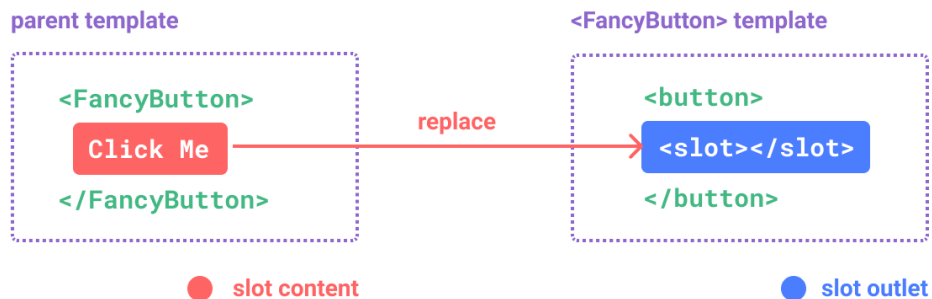 parent template
<FancyButton>
Click Me
</FancyButton>
replace
<FancyButton> template
<button>
<slot></slot>
</button>
slot content
slot outlet